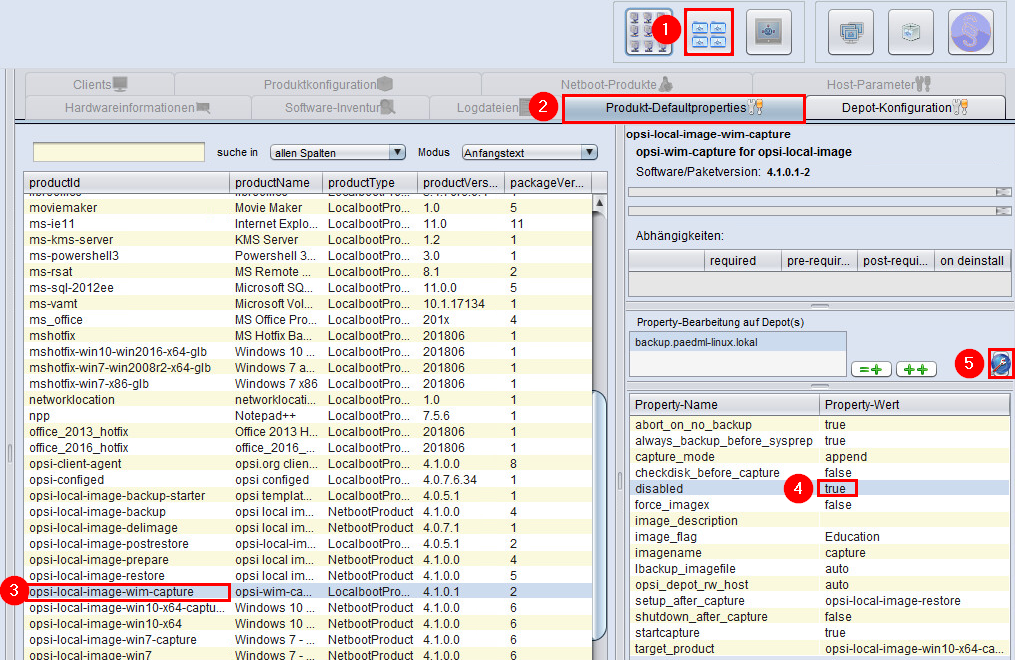 1
Clients
Produktkonfiguration
Netboot-Produkte
Host-Parameter
Hardwareinformationen
Software-Inventur
Logdateien
2
Produkt-Defaultproperties
Depot-Konfiguration
suche in
allen Spalten
Modus
Anfangstext
productId productName productType productVers... packageVer...
moviemaker Movie Maker LocalbootPro... 1.0 5
ms-ie11 Internet Explo... LocalbootPro... 11.0 11
ms-kms-server KMS Server LocalbootPro... 1.2 1
ms-powershell3 Powershell 3... LocalbootPro... 3.0 1
ms-rsat MS Remote ... LocalbootPro... 8.1 2
ms-sql-2012ee Microsoft SQ... LocalbootPro... 11.0.0 5
ms-vamt Microsoft Vol... LocalbootPro... 10.1.17134 1
ms_office MS Office Pro... LocalbootPro... 201x 4
mshotfix MS Hotfix Ba... LocalbootPro... 201806 1
mshotfix-win10-win2016-x64-glb Windows 10 ... LocalbootPro... 201806 1
mshotfix-win7-win2008r2-x64-glb Windows 7 a... LocalbootPro... 201806 1
mshotfix-win7-x86-glb Windows 7 x86 LocalbootPro... 201806 1
networklocation LocalbootPro... 1.0 1
npp Notepad++ LocalbootPro... 7.5.6 1
office_2013_hotfix Office 2013 H... LocalbootPro... 201806 1
office_2016_hotfix office_2016_... LocalbootPro... 201806 1
opsi-client-agent opsi.org clien... LocalbootPro... 4.1.0.0 8
opsi-configed opsi configed LocalbootPro... 4.0.7.6.34 1
opsi-local-image-backup-starter opsi templat... LocalbootPro... 4.0.5.1 1
opsi-local-image-backup opsi local im... NetbootProduct 4.1.0.0 4
opsi-local-image-delimage opsi local im... NetbootProduct 4.0.7.1 1
opsi-local-image-postrestore opsi-local-im... LocalbootPro... 4.0.5.1 2
opsi-local-image-prepare opsi local im... NetbootProduct 4.1.0.0 4
opsi-local-image-restore opsi local im... NetbootProduct 4.1.0.0 5
3 opsi-local-image-wim-capture opsi-wim-ca... LocalbootPro... 4.1.0.1 2
opsi-local-image-win10-x64-captu... Windows 10 ... NetbootProduct 4.1.0.0 6
opsi-local-image-win10-x64 Windows 10 ... NetbootProduct 4.1.0.0 6
opsi-local-image-win7-capture Windows 7 - ... NetbootProduct 4.1.0.0 6
opsi-local-image-win7 Windows 7 - ... NetbootProduct 4.1.0.0 6
opsi-local-image-wim-capture
opsi-wim-capture for opsi-local-image
Software/Paketversion: 4.1.0.1-2
Abhängigkeiten:
required pre-requir... post-requi... on deinstall
Property-Bearbeitung auf Depot(s)
backup.paedml-linux.lokal
5
Property-Name Property-Wert
abort_on_no_backup true
always_backup_before_sysprep true
capture_mode append
checkdisk_before_capture false
disabled 4 true
force_imagex false
image_description
image_flag Education
imagename capture
lbackup_imagefile auto
opsi_depot_rw_host auto
setup_after_capture opsi-local-image-restore
shutdown_after_capture false
startcapture true
target_product opsi-local-image-win10-x64-ca...